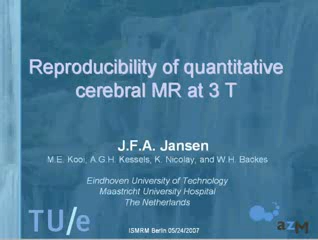 Reproducibility of quantitative
cerebral MR at 3 T
J.F.A. Jansen
M.E. Kooi, A.G.H. Kessels, K. Nicolay, and W.H. Backes
Eindhoven University of Technology
Maastricht University Hospital
The Netherlands
TU/e
ISMRM Berlin 05/24/2007
azM